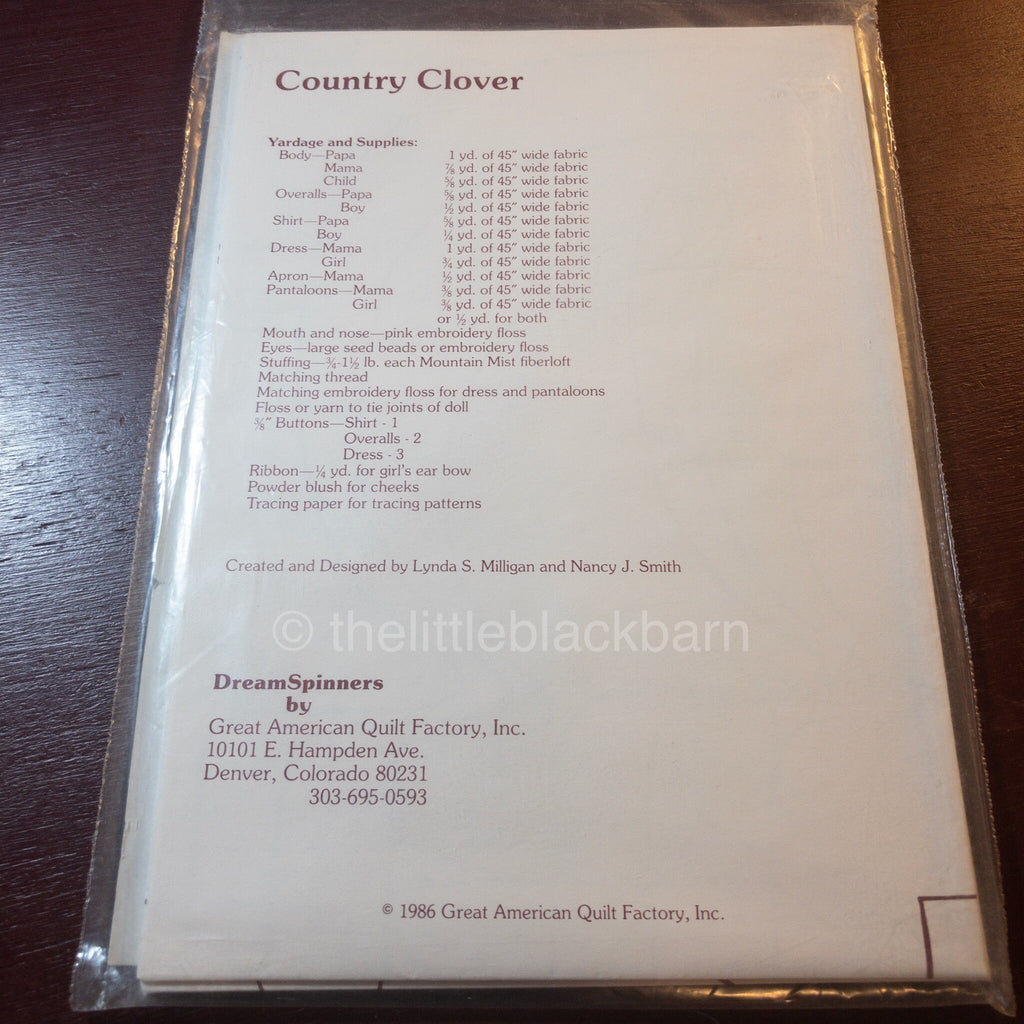 Country Clover
Yardage and Supplies:
Body—Papa 1 yd. of 45″ wide fabric
Mama ⅞ yd. of 45″ wide fabric
Child ⅝ yd. of 45″ wide fabric
Overalls—Papa ⅝ yd. of 45″ wide fabric
Boy ½ yd. of 45″ wide fabric
Shirt—Papa ⅝ yd. of 45″ wide fabric
Boy ¼ yd. of 45″ wide fabric
Dress—Mama 1 yd. of 45″ wide fabric
Girl ¾ yd. of 45″ wide fabric
Apron—Mama ½ yd. of 45″ wide fabric
Pantaloons—Mama ⅜ yd. of 45″ wide fabric
Girl ⅜ yd. of 45″ wide fabric
or ½ yd. for both
Mouth and nose—pink embroidery floss
Eyes—large seed beads or embroidery floss
Stuffing—¾-1½ lb. each Mountain Mist fiberloft
Matching thread
Matching embroidery floss for dress and pantaloons
Floss or yarn to tie joints of doll
⅜″ Buttons—Shirt - 1
Overalls - 2
Dress - 3
Ribbon—¼ yd. for girl's ear bow
Powder blush for cheeks
Tracing paper for tracing patterns
Created and Designed by Lynda S. Milligan and Nancy J. Smith
© thelittleblackbarn
DreamSpinners
by
Great American Quilt Factory, Inc.
10101 E. Hampden Ave.
Denver, Colorado 80231
303-695-0593
© 1986 Great American Quilt Factory, Inc.